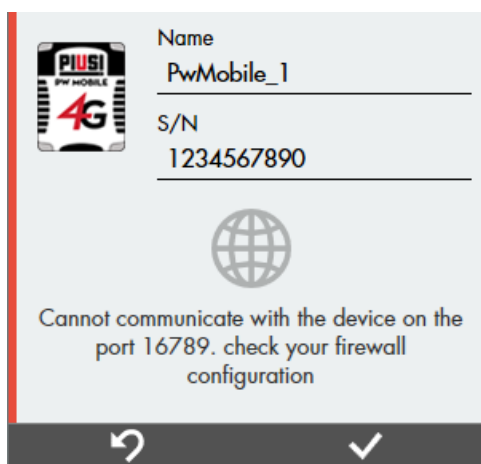 PIUSI
PW MOBILE
4G
Name
PwMobile_1
S/N
1234567890
Cannot communicate with the device on the
port 16789. check your firewall
configuration